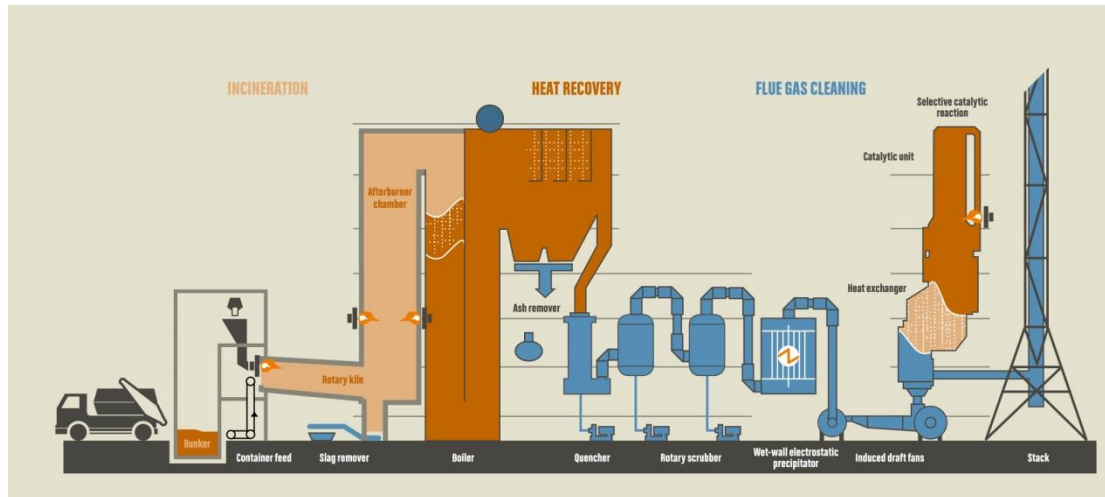 INCINERATION
HEAT RECOVERY
FLUE GAS CLEANING
Selective catalytic
reaction
Catalytic unit
Afterburner
chamber
Heat exchanger
Ash remover
Rotary kiln
Bunker
Container feed
Slag remover
Boiler
Quencher
Rotary scrubber
Wet-wall electrostatic
precipitator
Induced draft fans
Stack